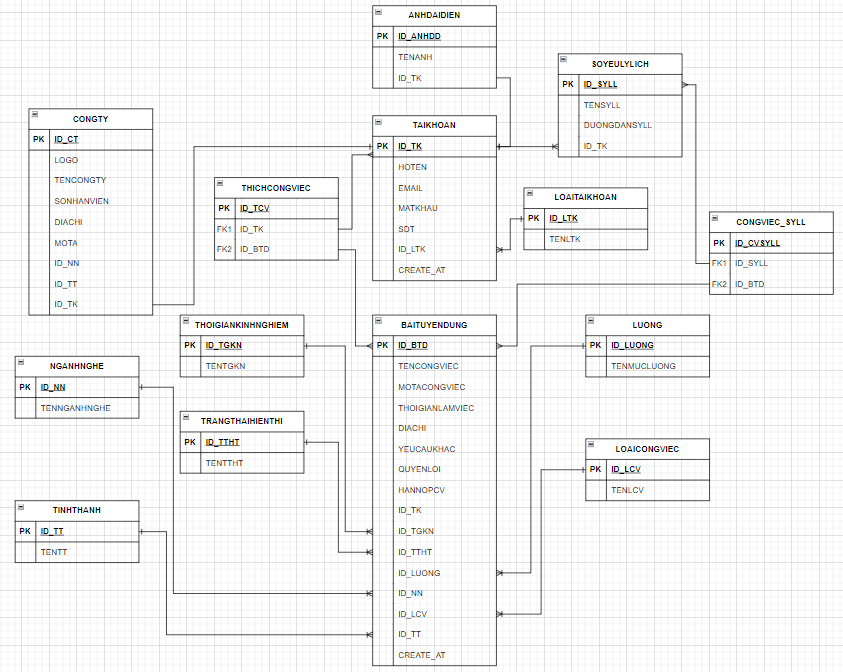 ANHDAIDIEN
PK ID_ANHDD
TENANH
ID_TK
SOYEULYLICH
PK ID_SYLL
TENSYLL
DUONGDANSYLL
ID_TK
CONGTY
PK ID_CT
LOGO
TENCONGTY
SONHANVIEN
DIACHI
MOTA
ID_NN
ID_TT
ID_TK
TAIKHOAN
PK ID_TK
HOTEN
EMAIL
MATKHAU
SDT
ID_LTK
CREATE_AT
THICHCONGVIEC
PK ID_TCV
FK1 ID_TK
FK2 ID_BTD
LOAITAIKHOAN
PK ID_LTK
TENLTK
CONGVIEC_SYLL
PK ID_CVSYLL
FK1 ID_SYLL
FK2 ID_BTD
THOIGIANKINHNGHIEM
PK ID_TGKN
TENTGKN
BAITUYENDUNG
PK ID_BTD
TENCONGVIEC
MOTACONGVIEC
THOIGIANLAMVIEC
DIACHI
YEUCAUKHAC
QUYENLOI
HANNOPCV
ID_TK
ID_TGKN
ID_TTHT
ID_LUONG
ID_NN
ID_LCV
ID_TT
CREATE_AT
LUONG
PK ID_LUONG
TENMUCLUONG
NGANHNGHE
PK ID_NN
TENNGANHNGHE
TRANGTHAIHIENTHI
PK ID_TTHT
TENTTHT
LOAICONGVIEC
PK ID_LCV
TENLCV
TINHTHANH
PK ID_TT
TENTT